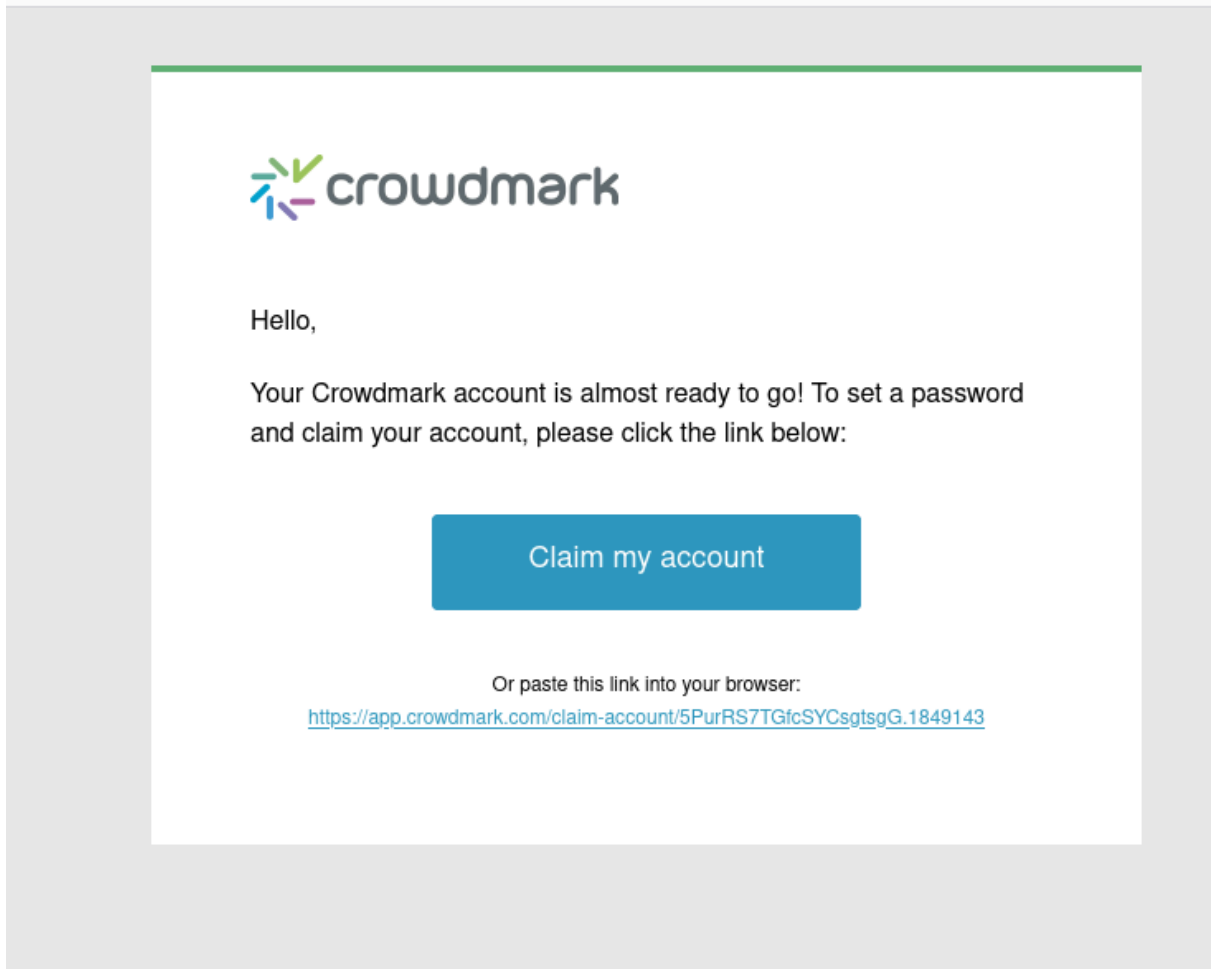 crowdmark
Hello,
Your Crowdmark account is almost ready to go! To set a password
and claim your account, please click the link below:
Claim my account
Or paste this link into your browser:
https://app.crowdmark.com/claim-account/5PurRS7TGfcSYCsgtsgG.1849143